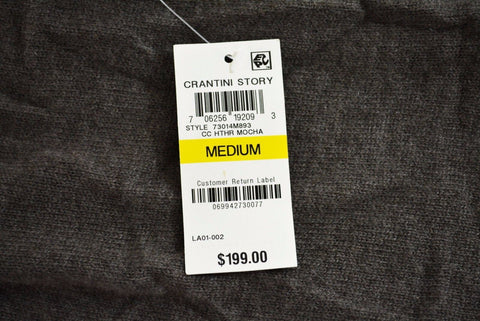 CRANTINI STORY
7 06256 19209 3
STYLE 73014M893
CC HTHR MOCHA
MEDIUM
Customer Return Label
069942730077
LA01-002
$199.00